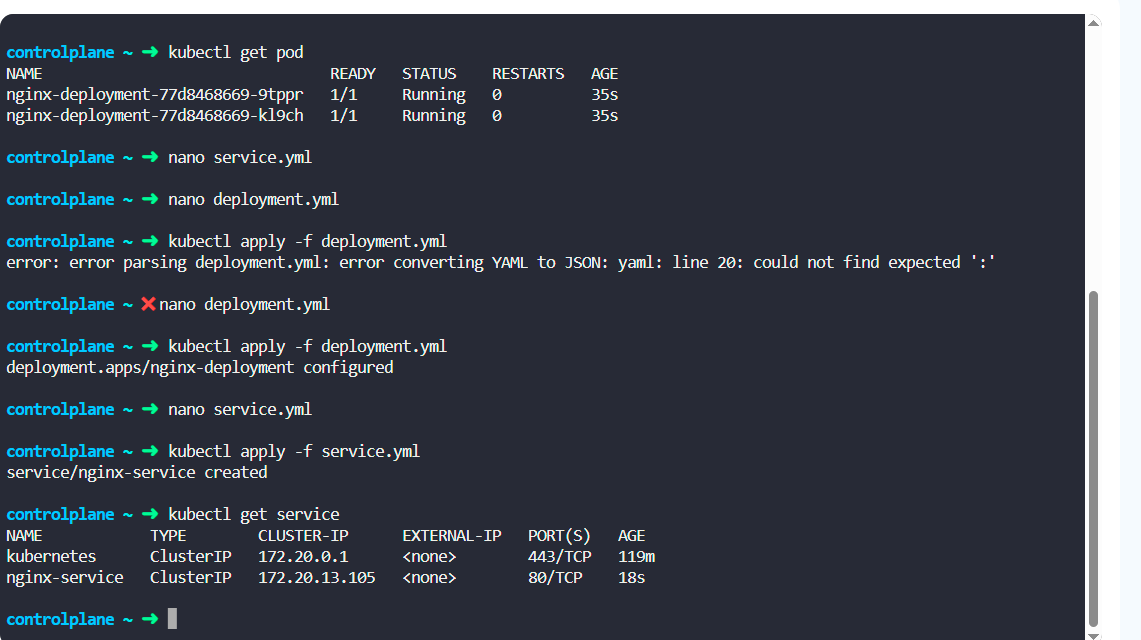 controlplane ~ ➜ kubectl get pod
NAME READY STATUS RESTARTS AGE
nginx-deployment-77d8468669-9tppr 1/1 Running 0 35s
nginx-deployment-77d8468669-kl9ch 1/1 Running 0 35s
controlplane ~ ➜ nano service.yml
controlplane ~ ➜ nano deployment.yml
controlplane ~ ➜ kubectl apply -f deployment.yml
error: error parsing deployment.yml: error converting YAML to JSON: yaml: line 20: could not find expected ':'
controlplane ~ ✖ nano deployment.yml
controlplane ~ ➜ kubectl apply -f deployment.yml
deployment.apps/nginx-deployment configured
controlplane ~ ➜ nano service.yml
controlplane ~ ➜ kubectl apply -f service.yml
service/nginx-service created
controlplane ~ ➜ kubectl get service
NAME TYPE CLUSTER-IP EXTERNAL-IP PORT(S) AGE
kubernetes ClusterIP 172.20.0.1 <none> 443/TCP 119m
nginx-service ClusterIP 172.20.13.105 <none> 80/TCP 18s
controlplane ~ ➜